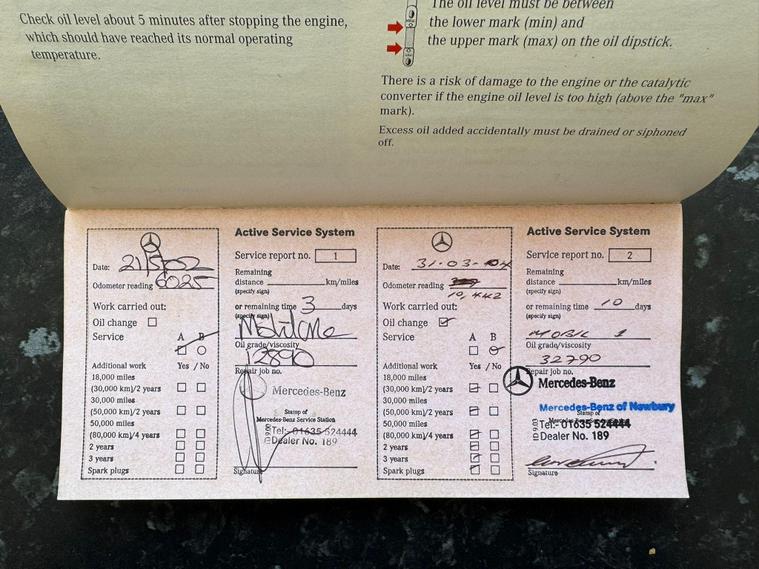 Check oil level about 5 minutes after stopping the engine,
which should have reached its normal operating
temperature.
The oil level must be between
the lower mark (min) and
the upper mark (max) on the oil dipstick.
There is a risk of damage to the engine or the catalytic
converter if the engine oil level is too high (above the "max"
mark).
Excess oil added accidentally must be drained or siphoned
off.
Date:
Odometer reading 6025
Work carried out:
Oil change
Service A B
Additional work Yes / No
18,000 miles
(30,000 km)/2 years
30,000 miles
(50,000 km)/2 years
50,000 miles
(80,000 km)/4 years
2 years
3 years
Spark plugs
Active Service System
Service report no. 1
Remaining
distance km/miles
(specify sign)
or remaining time 3 days
(specify sign)
Oil grade/viscosity
12890
Repair job no.
Mercedes-Benz
Stamp of
Mercedes-Benz Service Station
Tel:- 01635 524444
Dealer No. 189
Signature
Date: 31-03-04
Odometer reading
10,442
Work carried out:
Oil change
Service A B
Additional work Yes / No
18,000 miles
(30,000 km)/2 years
30,000 miles
(50,000 km)/2 years
50,000 miles
(80,000 km)/4 years
2 years
3 years
Spark plugs
Active Service System
Service report no. 2
Remaining
distance km/miles
(specify sign)
or remaining time 10 days
(specify sign)
MOBIL 1
Oil grade/viscosity
32790
Repair job no.
Mercedes-Benz
Mercedes-Benz of Newbury
Stamp of
Tel:- 01635 524444
Dealer No. 189
Signature